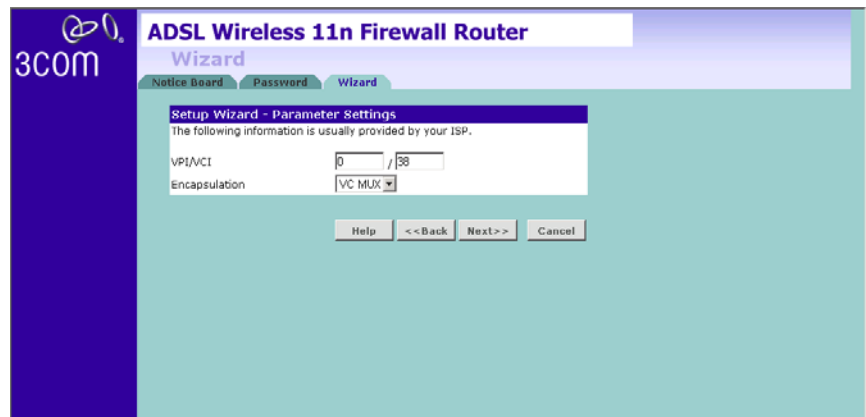 3COM
ADSL Wireless 11n Firewall Router
Wizard
Notice Board Password Wizard
Setup Wizard - Parameter Settings
The following information is usually provided by your ISP.
VPI/VCI 0 / 38
Encapsulation VC MUX
Help <<Back Next>> Cancel